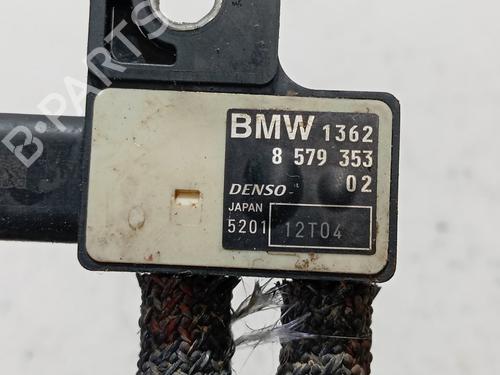 B-PARTS
BMW 1362
8 579 353
02
DENSO
JAPAN
5201 12T04